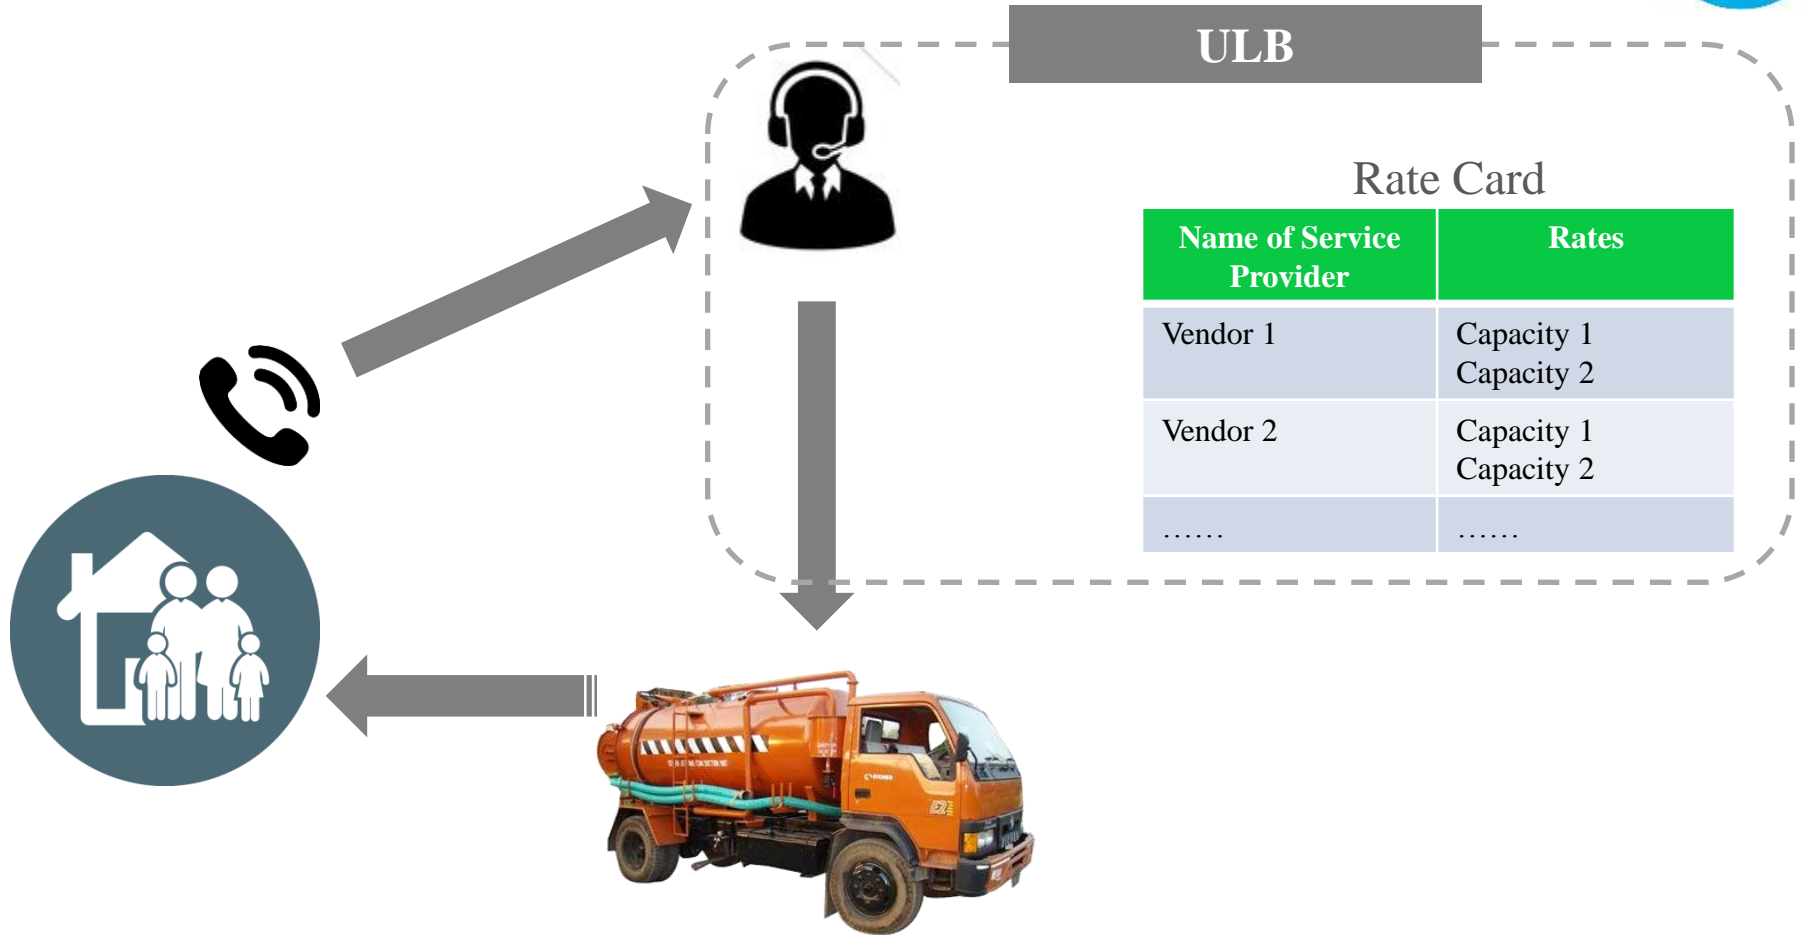 ULB
Rate Card
Name of Service
Provider
Rates
Vendor 1
Capacity 1
Capacity 2
Vendor 2
Capacity 1
Capacity 2
……
……
EICHER